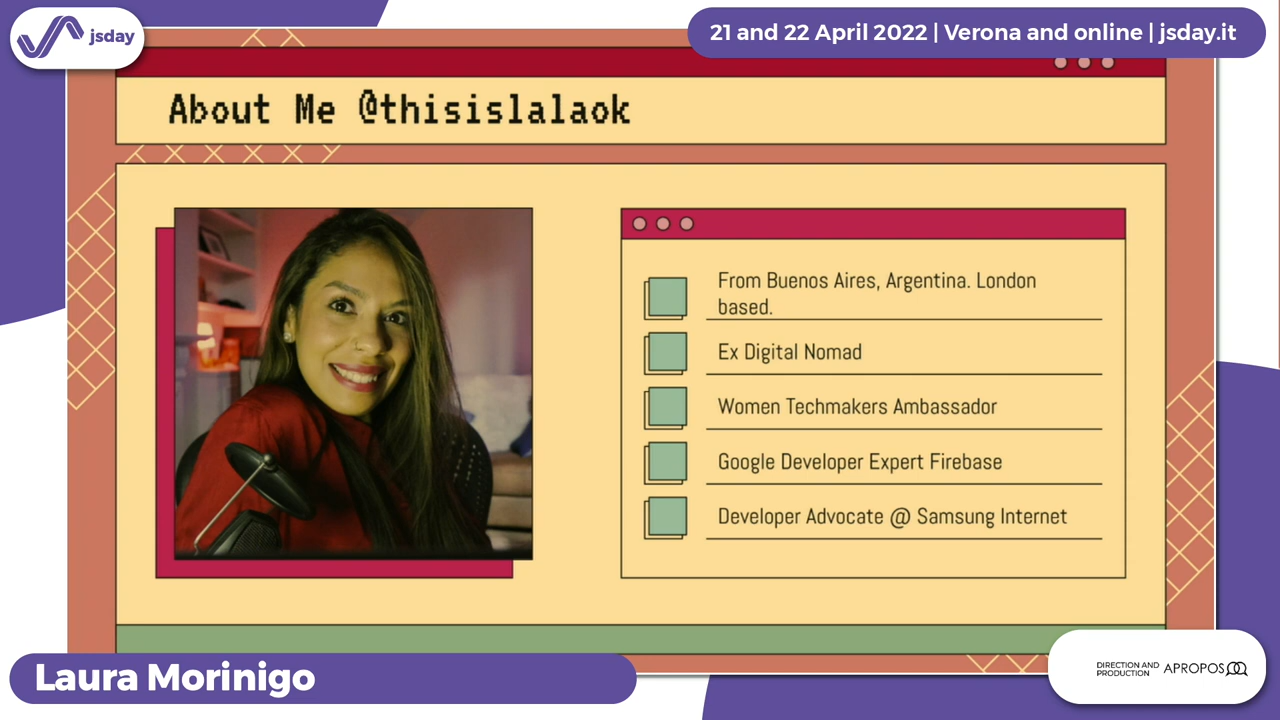 jsday
21 and 22 April 2022 | Verona and online | jsday.it
About Me @thisislalaok
From Buenos Aires, Argentina. London
based.
Ex Digital Nomad
Women Techmakers Ambassador
Google Developer Expert Firebase
Developer Advocate @ Samsung Internet
Laura Morinigo
DIRECTION AND
PRODUCTION
APROPOS